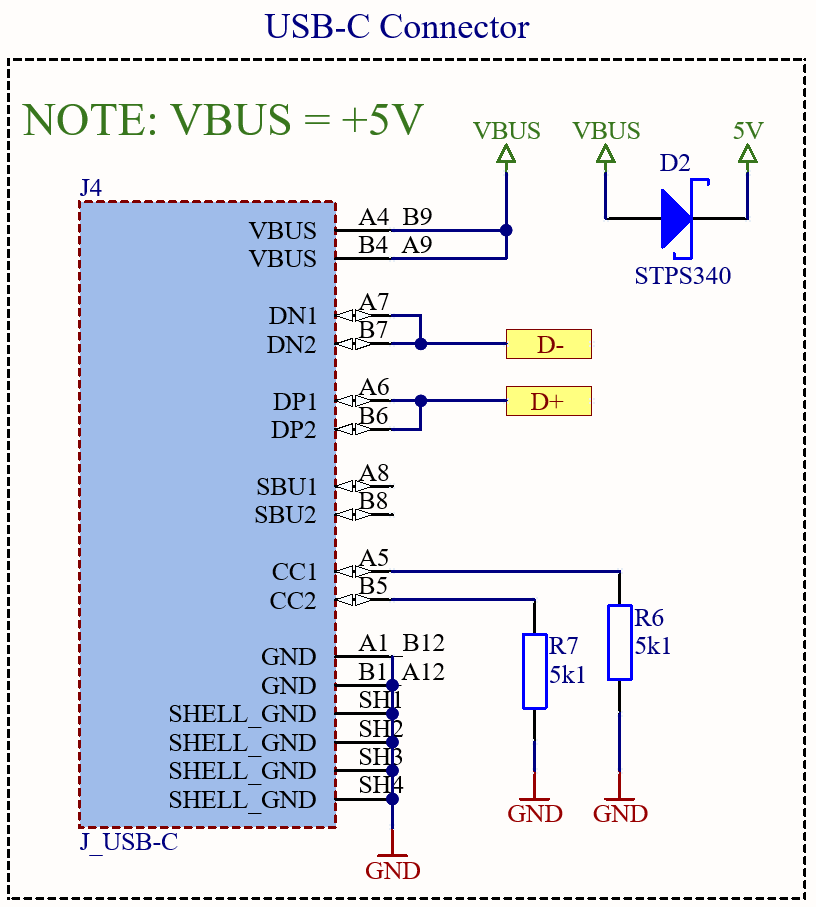 USB-C Connector
NOTE: VBUS = +5V
VBUS
VBUS
5V
D2
STPS340
J4
VBUS A4 B9
VBUS B4 A9
DN1 A7
DN2 B7
D-
DP1 A6
D+
DP2 B6
SBU1 A8
SBU2 B8
CC1 A5
CC2 B5
R6
5k1
R7
5k1
GND A1 B12
GND B1 A12
SHELL_GND SH1
SHELL_GND SH2
SHELL_GND SH3
SHELL_GND SH4
GND
GND
J_USB-C
GND